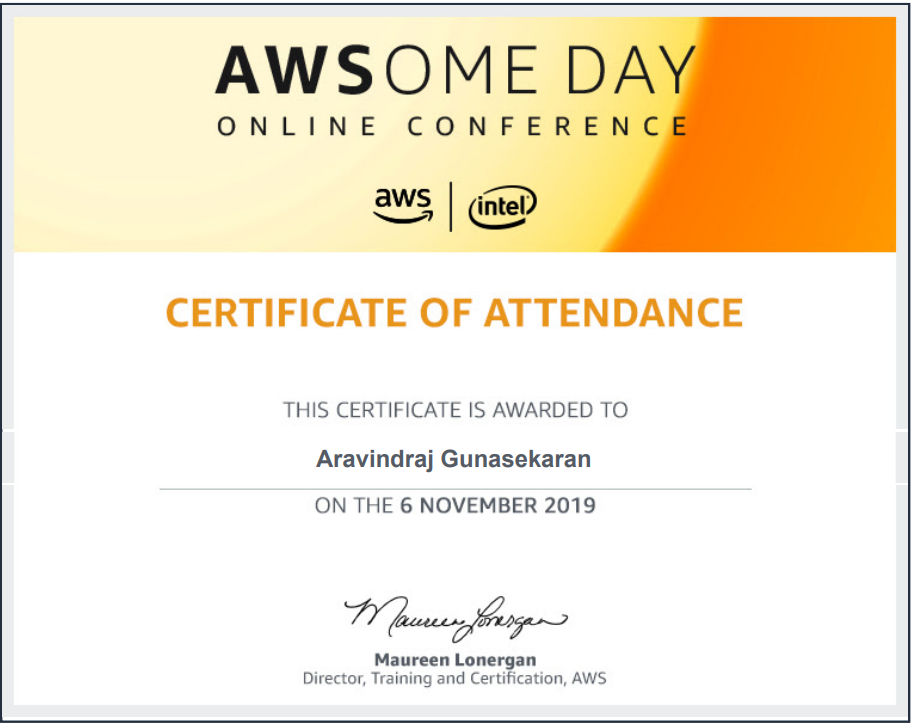 AWSOME DAY
ONLINE CONFERENCE
aws | intel
CERTIFICATE OF ATTENDANCE
THIS CERTIFICATE IS AWARDED TO
Aravindraj Gunasekaran
ON THE 6 NOVEMBER 2019
Maureen Lonergan
Maureen Lonergan
Director, Training and Certification, AWS